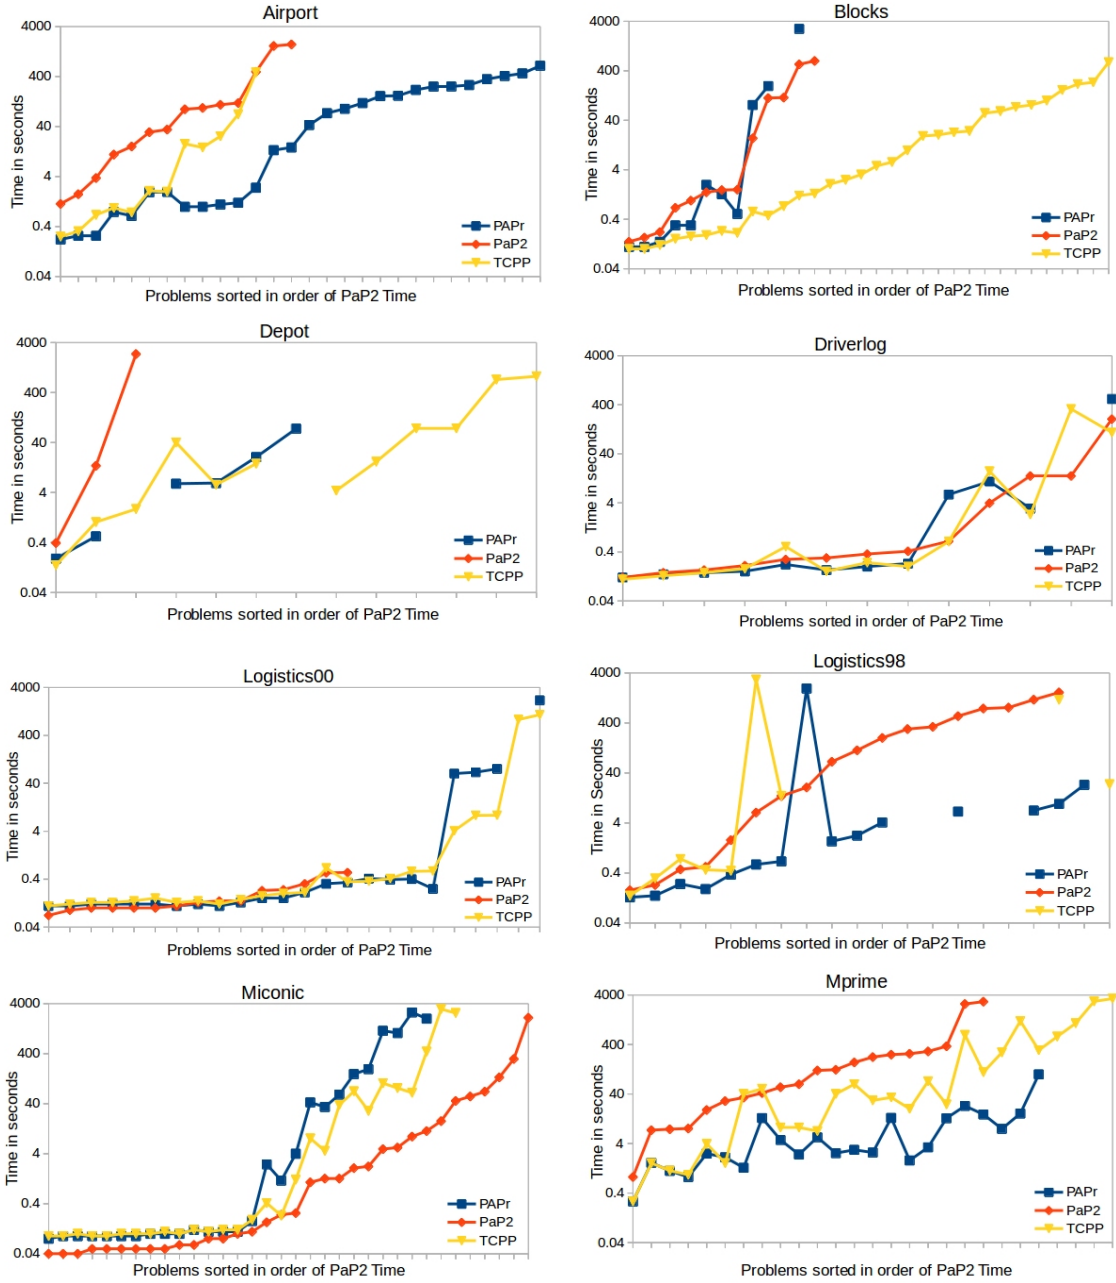 Airport
4000
400
40
4
0.4
0.04
Time in seconds
PAPr
PaP2
TCPP
Problems sorted in order of PaP2 Time
Blocks
4000
400
40
4
0.4
0.04
Time in seconds
PAPr
PaP2
TCPP
Problems sorted in order of PaP2 Time
Depot
4000
400
40
4
0.4
0.04
Time in seconds
PAPr
PaP2
TCPP
Problems sorted in order of PaP2 Time
Driverlog
4000
400
40
4
0.4
0.04
Time in seconds
PAPr
PaP2
TCPP
Problems sorted in order of PaP2 Time
Logistics00
4000
400
40
4
0.4
0.04
Time in seconds
PAPr
PaP2
TCPP
Problems sorted in order of PaP2 Time
Logistics98
4000
400
40
4
0.4
0.04
Time in Seconds
PAPr
PaP2
TCPP
Problems sorted in order of PaP2 Time
Miconic
4000
400
40
4
0.4
0.04
Time in seconds
PAPr
PaP2
TCPP
Problems sorted in order of PaP2 Time
Mprime
4000
400
40
4
0.4
0.04
Time in seconds
PAPr
PaP2
TCPP
Problems sorted in order of PaP2 Time